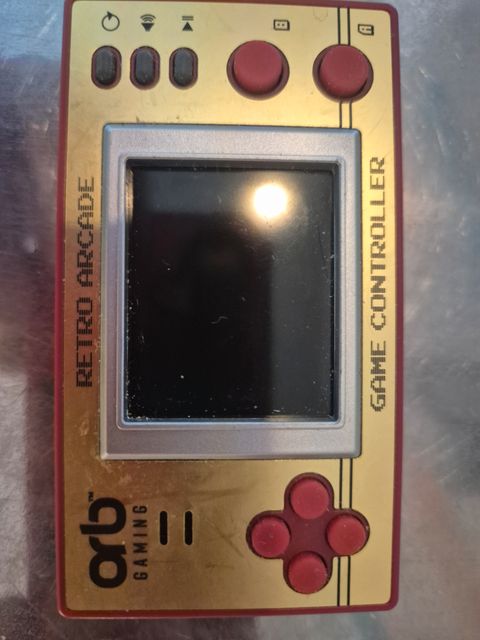 orb™
GAMING
RETRO ARCADE
GAME CONTROLLER
B
A